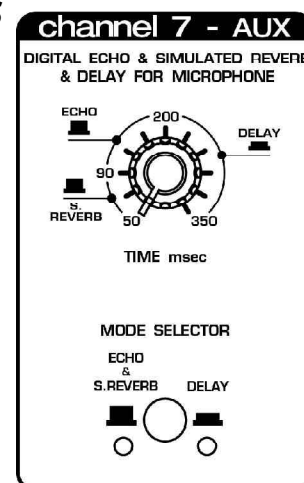 channel 7 - AUX
DIGITAL ECHO & SIMULATED REVERB
& DELAY FOR MICROPHONE
ECHO
200
DELAY
90
S.
REVERB
50
350
TIME msec
MODE SELECTOR
ECHO
&
S.REVERB
DELAY